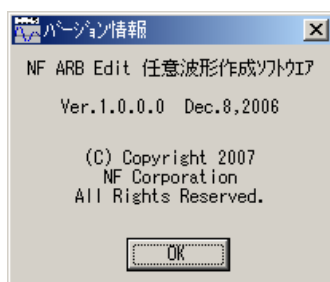 バージョン情報
NF ARB Edit 任意波形作成ソフトウエア
Ver.1.0.0.0 Dec.8,2006
(C) Copyright 2007
NF Corporation
All Rights Reserved.
OK